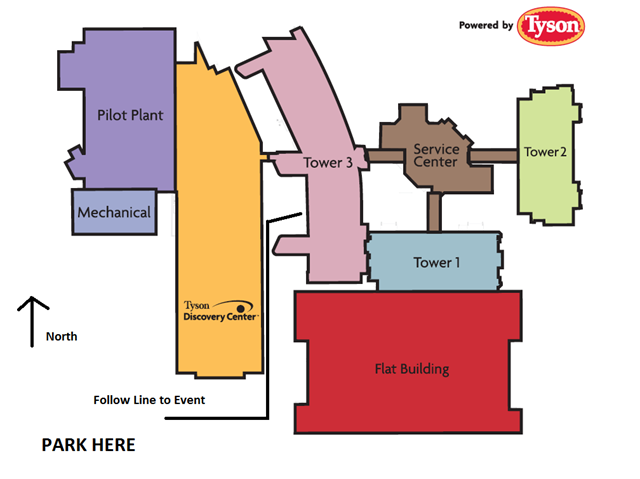 Powered by Tyson
Pilot Plant
Mechanical
Tower 3
Service
Center
Tower 2
Tower 1
Tyson
Discovery Center
Flat Building
North
Follow Line to Event
PARK HERE